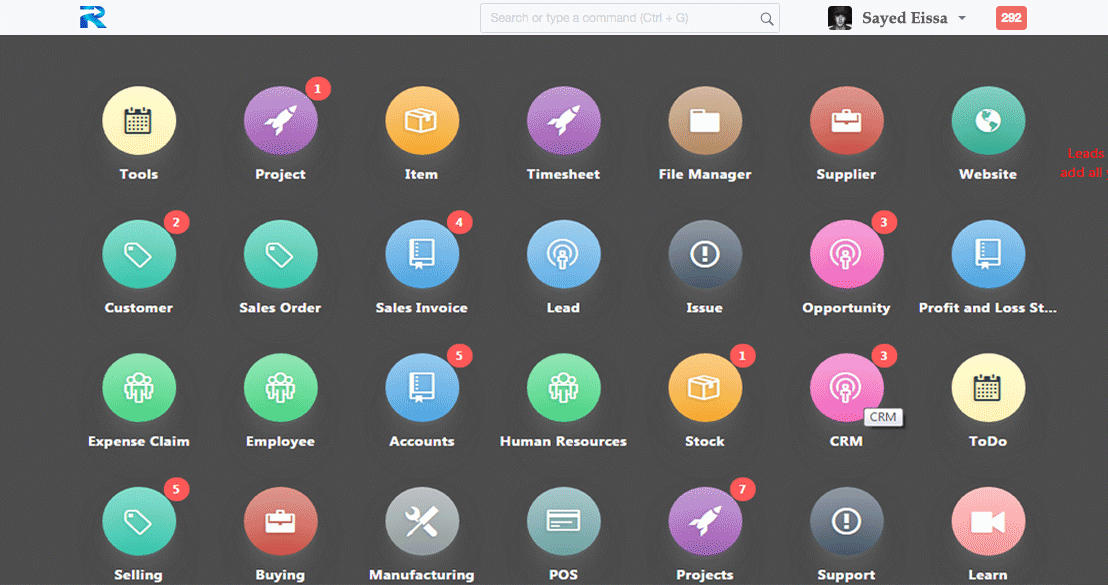 Search or type a command (Ctrl + G)
Sayed Eissa
292
1
Tools
Project
Item
Timesheet
File Manager
Supplier
Website
Leads
add all
2
4
3
Customer
Sales Order
Sales Invoice
Lead
Issue
Opportunity
Profit and Loss St...
5
1
3
CRM
Expense Claim
Employee
Accounts
Human Resources
Stock
CRM
ToDo
5
7
Selling
Buying
Manufacturing
POS
Projects
Support
Learn